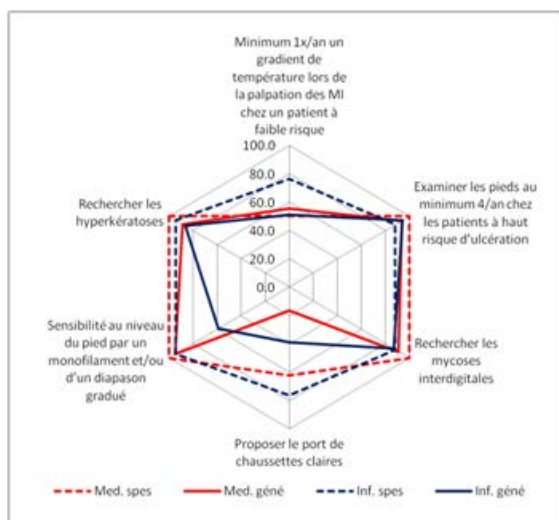 Minimum 1x/an un
gradient de
température lors de
la palpation des MI
chez un patient à
faible risque
100.0
80.0
60.0
40.0
20.0
0.0
Examiner les pieds au
minimum 4/an chez
les patients à haut
risque d'ulcération
Rechercher les
mycoses
interdigitales
Proposer le port de
chaussettes claires
Sensibilité au niveau
du pied par un
monofilament et/ou
d'un diapason
gradué
Rechercher les
hyperkératoses
Med. spes
Med. géné
Inf. spes
Inf. géné